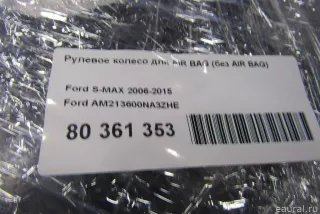 Рулевое колесо для AIR BAG (без AIR BAG)
Ford S-MAX 2006-2015
Ford AM213600NA3ZHE
80 361 353
eaural.ru